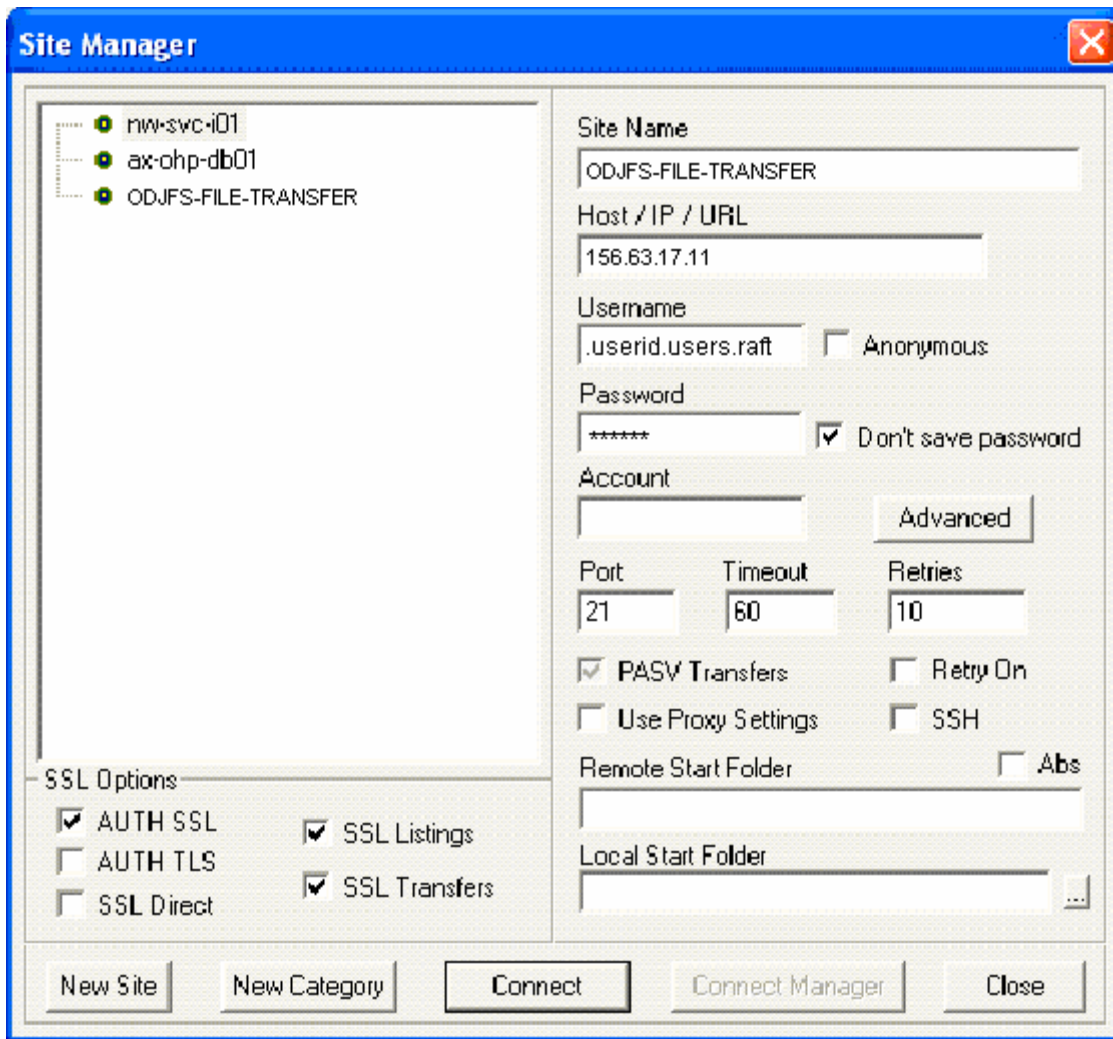 Site Manager
nw-svc-i01
ax-ohp-db01
ODJFS-FILE-TRANSFER
SSL Options
AUTH SSL
SSL Listings
AUTH TLS
SSL Transfers
SSL Direct
Site Name
ODJFS-FILE-TRANSFER
Host / IP / URL
156.63.17.11
Username
.userid.users.raft
Anonymous
Password
******
Don't save password
Account
Advanced
Port Timeout Retries
21 60 10
PASV Transfers Retry On
Use Proxy Settings SSH
Remote Start Folder Abs
Local Start Folder
...
New Site New Category Connect Connect Manager Close